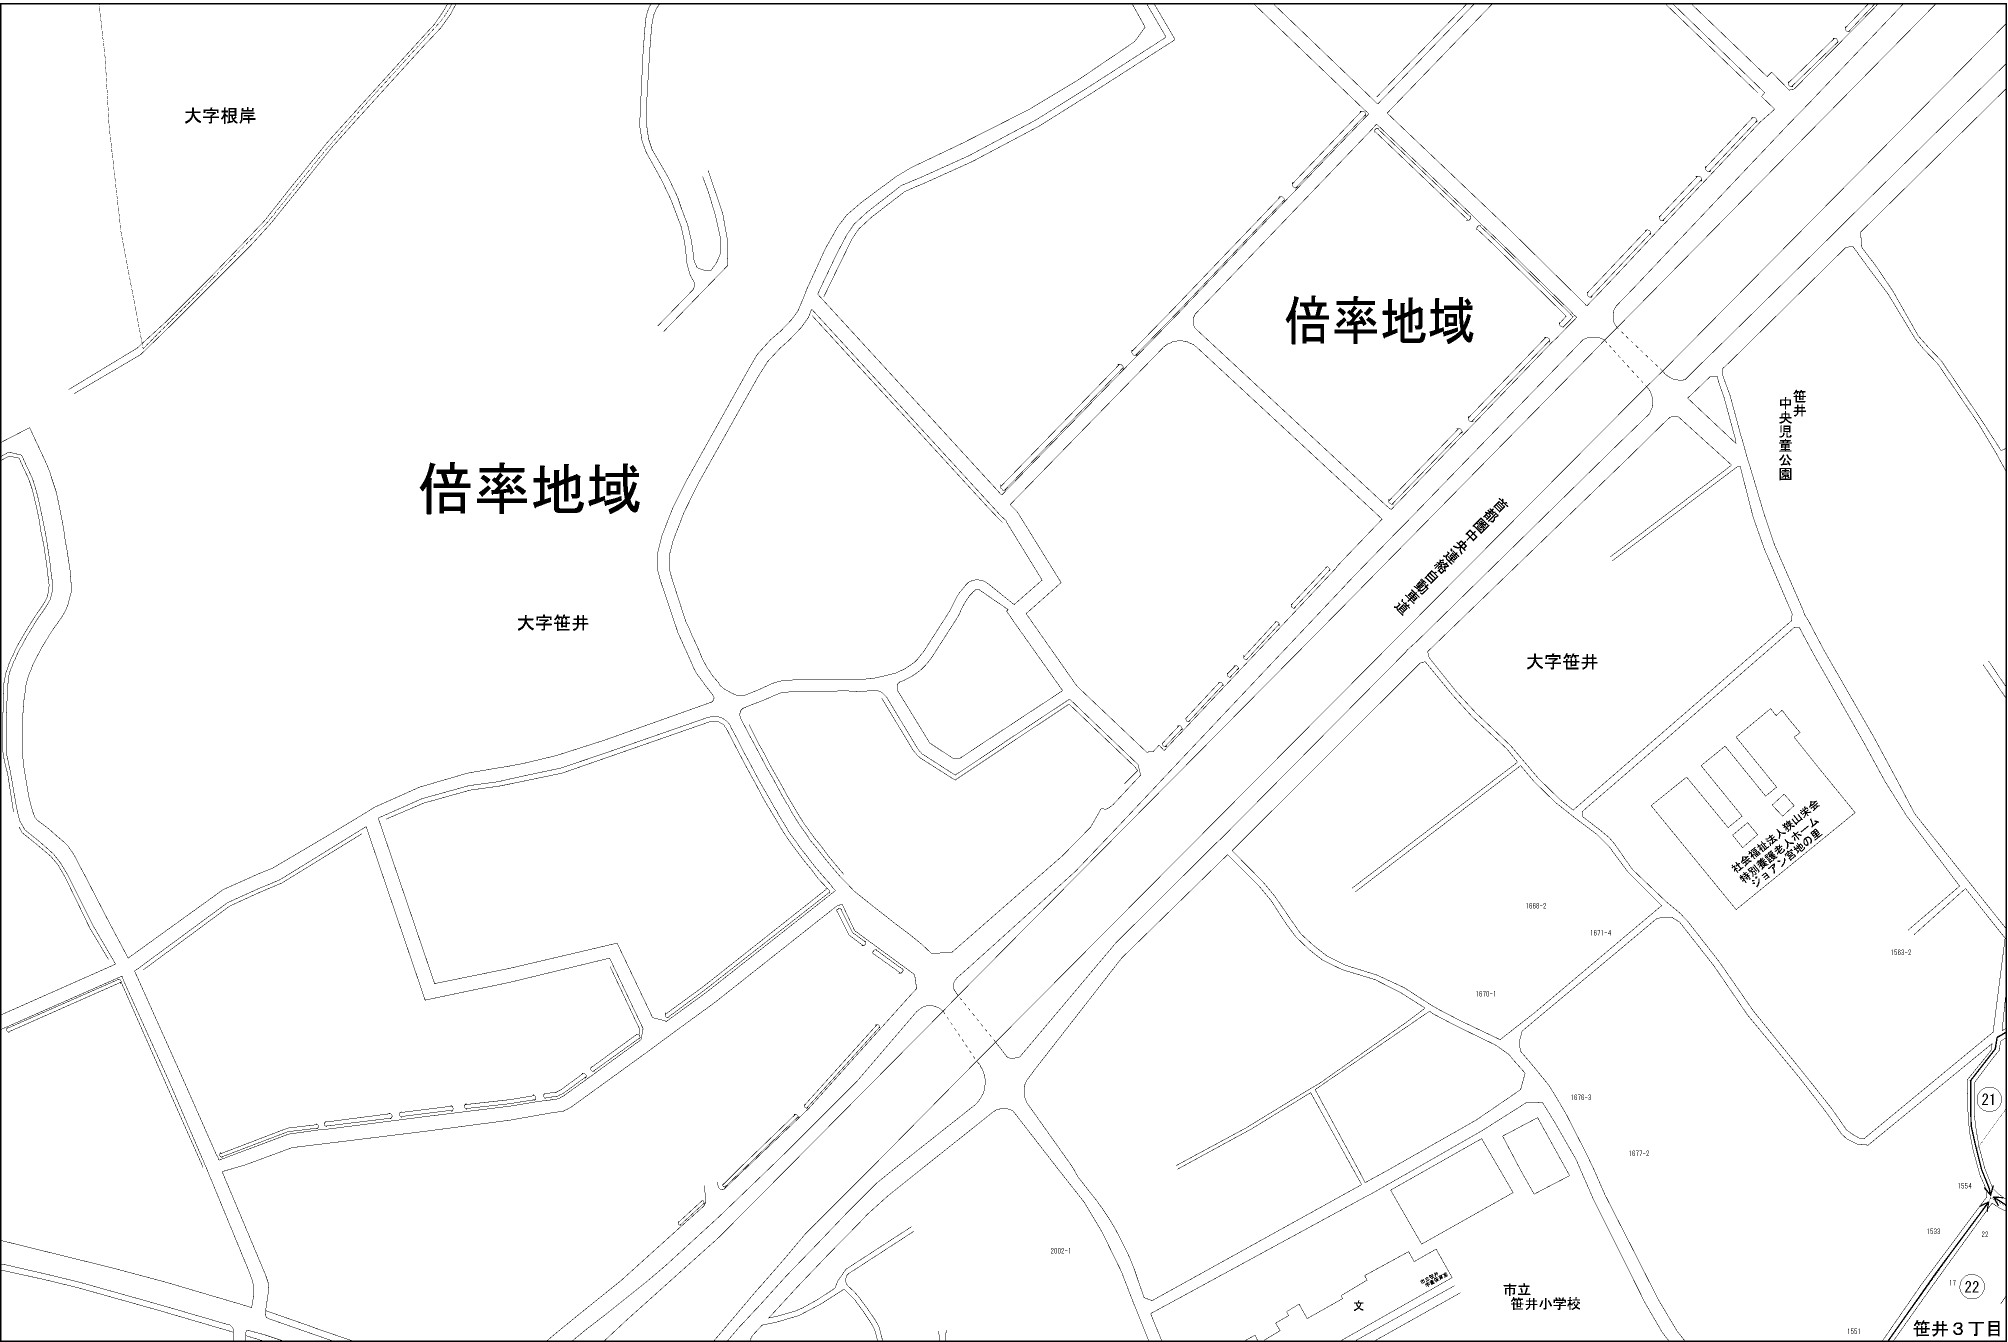 大字根岸
倍率地域
笹井
中央児童公園
倍率地域
首都圏中央連絡自動車道
大字笹井
大字笹井
社会福祉法人狭山栄会
特別養護老人ホーム
ジョアン宮地の里
1668-2
1671-4
1563-2
1670-1
1676-3
21
1677-2
1554
1533
22
2002-1
17
22
市立
笹井小学校
文
笹井3丁目
1551